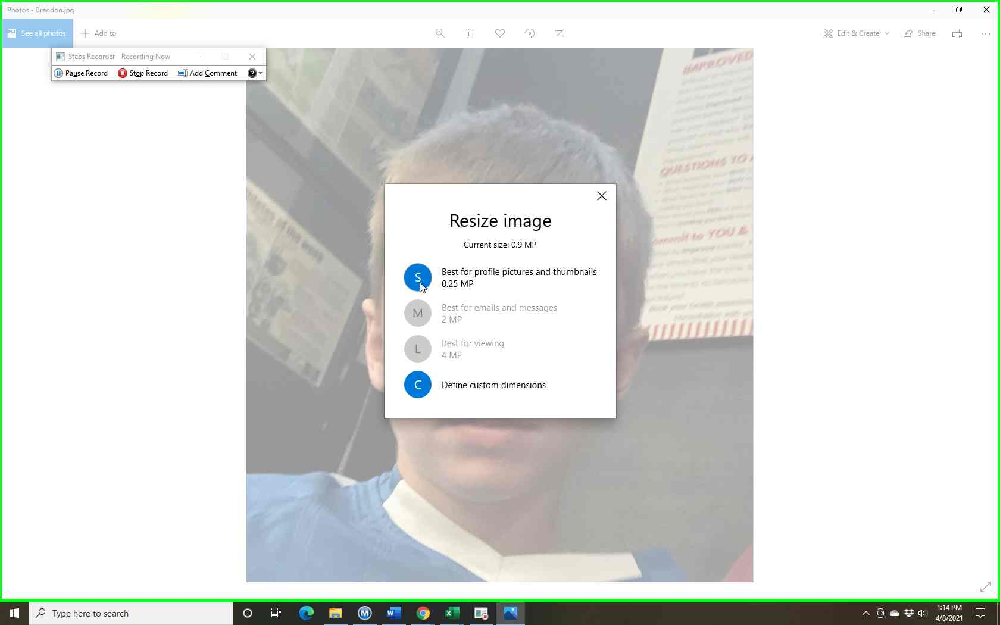 Photos - Brandon.jpg
See all photos
Add to
Edit & Create
Share
Steps Recorder - Recording Now
Pause Record
Stop Record
Add Comment
?
IMPROVED
QUESTIONS TO
commit to YOU &
Resize image
Current size: 0.9 MP
S
Best for profile pictures and thumbnails
0.25 MP
M
Best for emails and messages
2 MP
L
Best for viewing
4 MP
C
Define custom dimensions
Type here to search
1:14 PM
4/8/2021